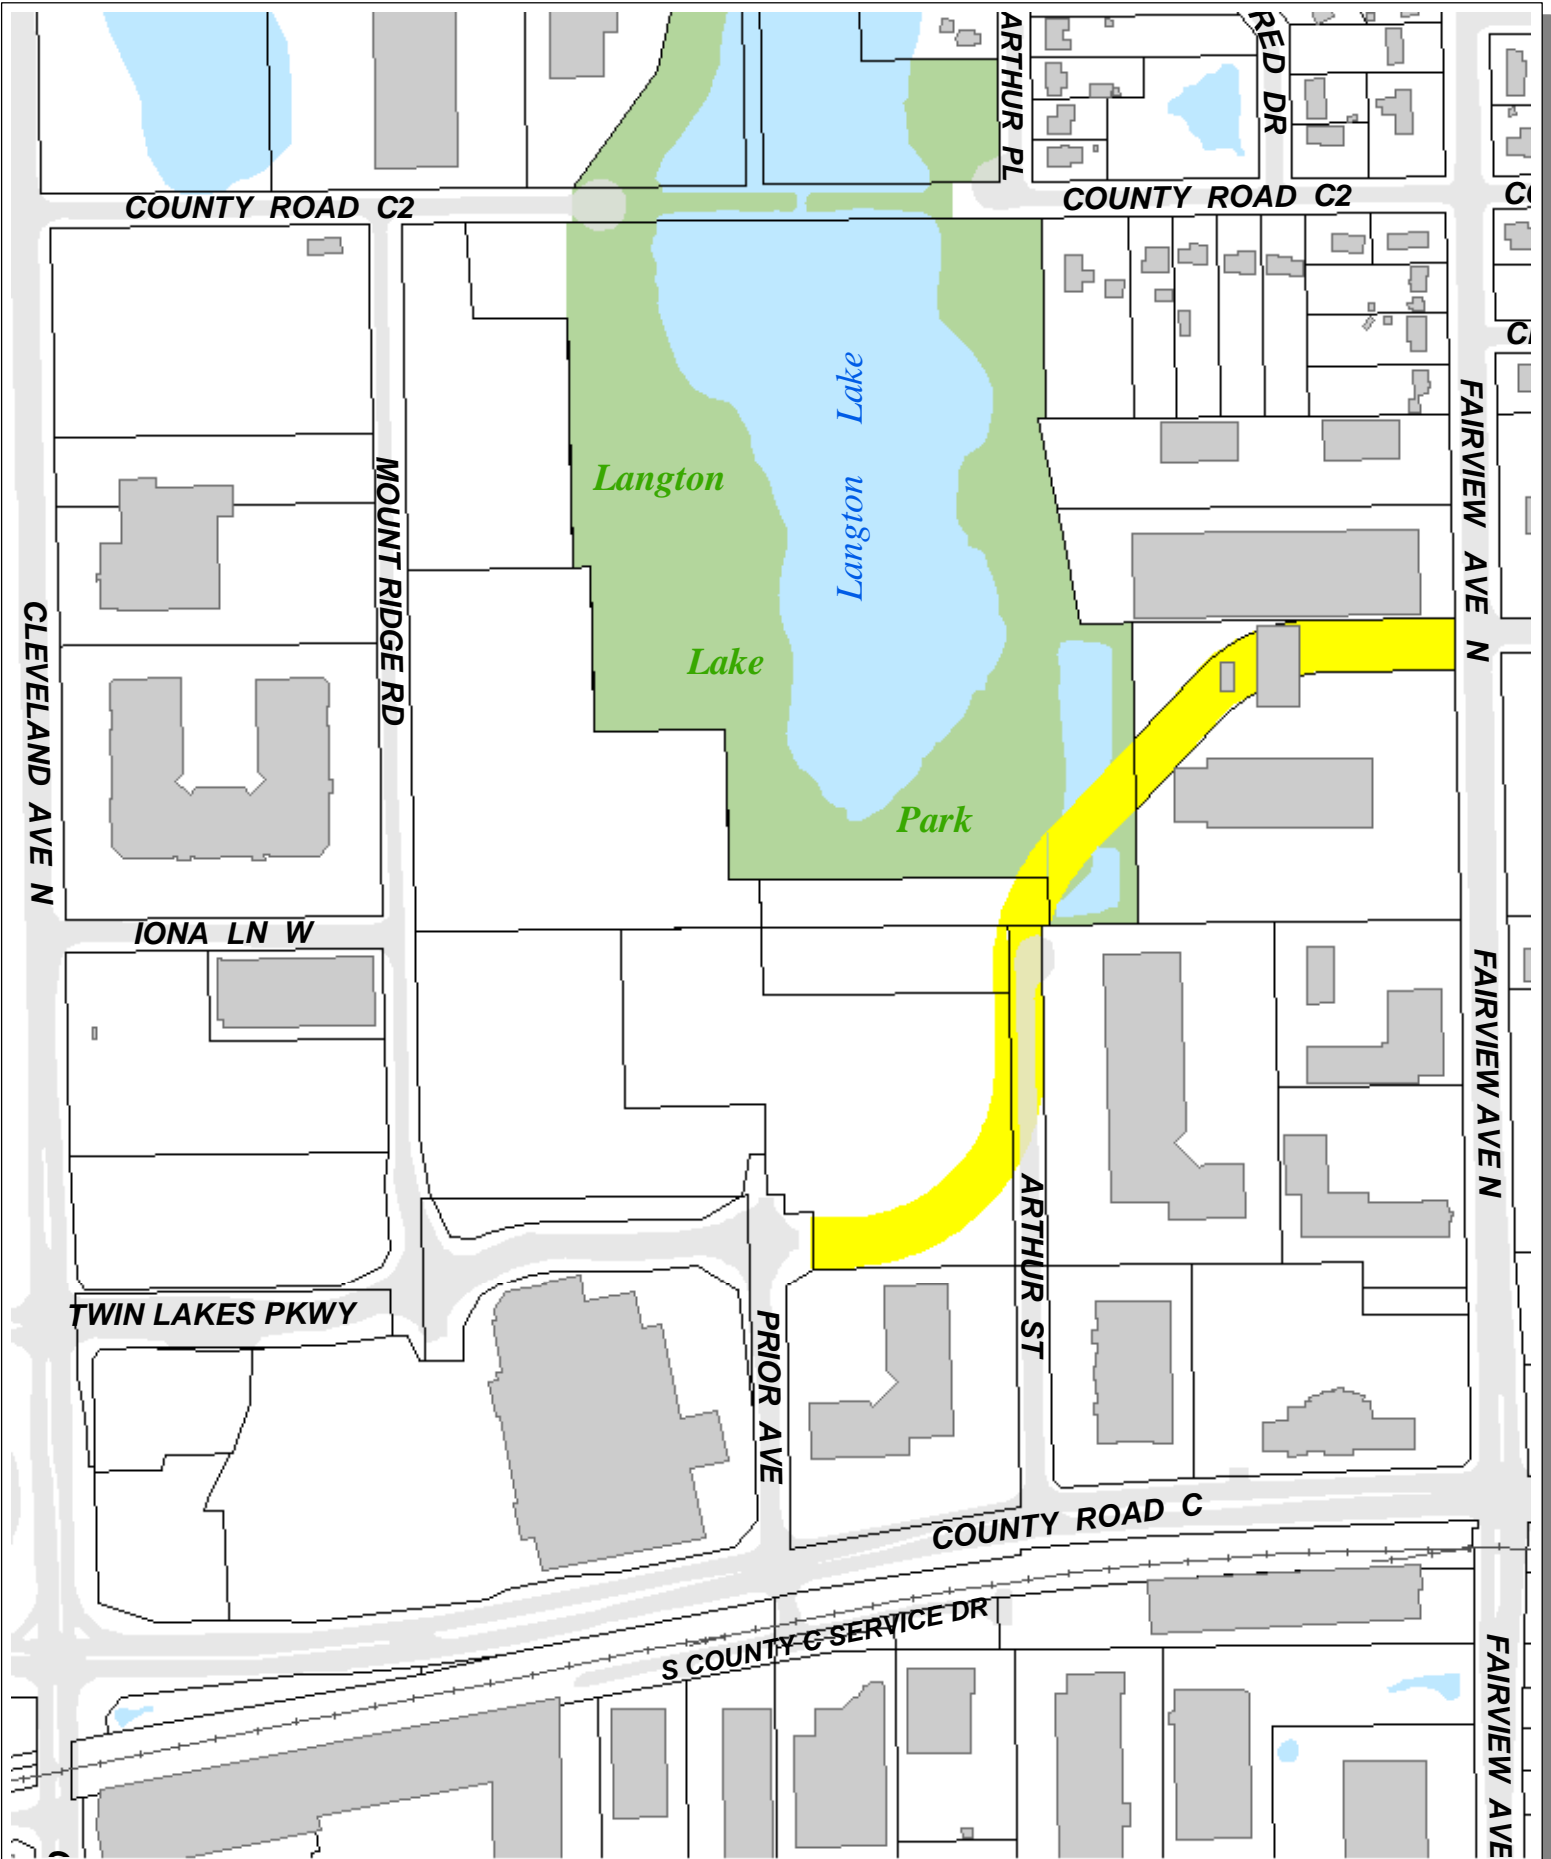 ARTHUR PL
RED DR
COUNTY ROAD C2
COUNTY ROAD C2
Langton Lake
FAIRVIEW AVE N
Langton
MOUNT RIDGE RD
CLEVELAND AVE N
Lake
Park
IONA LN W
FAIRVIEW AVE N
ARTHUR ST
TWIN LAKES PKWY
PRIOR AVE
COUNTY ROAD C
S COUNTY C SERVICE DR
FAIRVIEW AVE